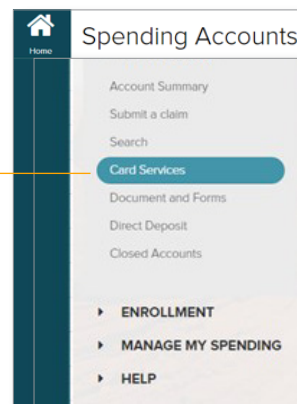 Home
Spending Accounts
Account Summary
Submit a claim
Search
Card Services
Document and Forms
Direct Deposit
Closed Accounts
ENROLLMENT
MANAGE MY SPENDING
HELP